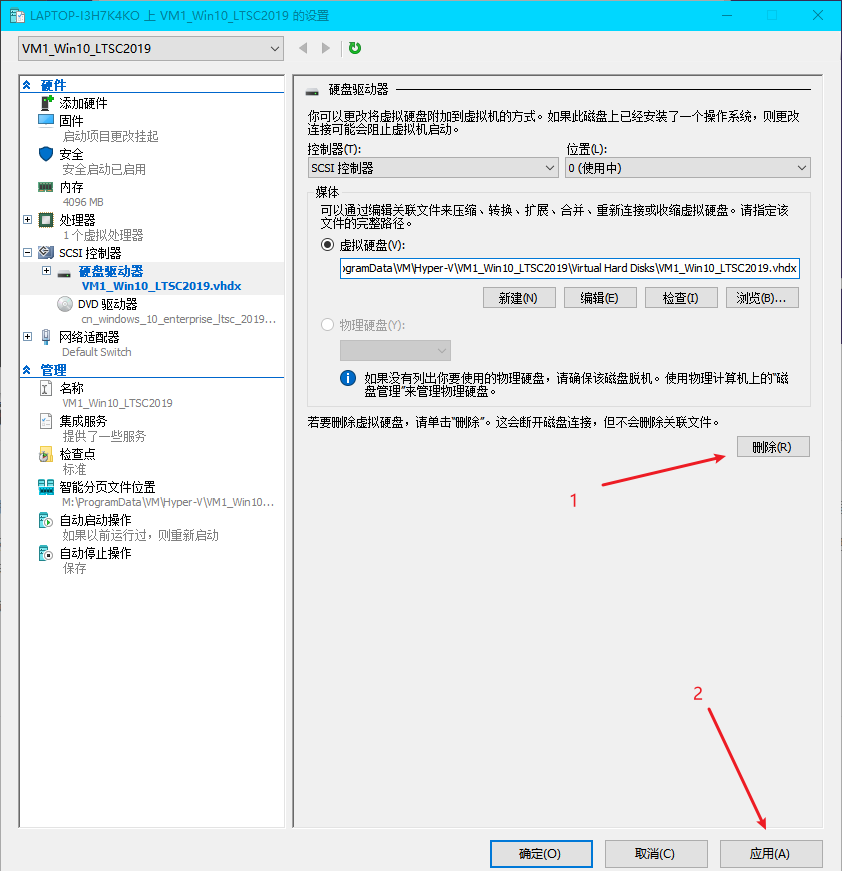 LAPTOP-I3H7K4KO 上 VM1_Win10_LTSC2019 的设置
VM1_Win10_LTSC2019
硬件
添加硬件
固件
启动项目更改挂起
安全
安全启动已启用
内存
4096 MB
处理器
1 个虚拟处理器
SCSI 控制器
硬盘驱动器
VM1_Win10_LTSC2019.vhdx
DVD 驱动器
cn_windows_10_enterprise_ltsc_2019...
网络适配器
Default Switch
管理
名称
VM1_Win10_LTSC2019
集成服务
提供了一些服务
检查点
标准
智能分页文件位置
M:\ProgramData\VM\Hyper-V\VM1_Win10...
自动启动操作
如果以前运行过，则重新启动
自动停止操作
保存
硬盘驱动器
你可以更改将虚拟硬盘附加到虚拟机的方式。如果此磁盘上已经安装了一个操作系统，则更改
连接可能会阻止虚拟机启动。
控制器(T): 位置(L):
SCSI 控制器 0 (使用中)
媒体
可以通过编辑关联文件来压缩、转换、扩展、合并、重新连接或收缩虚拟硬盘。请指定该
文件的完整路径。
虚拟硬盘(V):
ogramData\VM\Hyper-V\VM1_Win10_LTSC2019\Virtual Hard Disks\VM1_Win10_LTSC2019.vhdx
新建(N) 编辑(E) 检查(I) 浏览(B)...
物理硬盘(Y):
如果没有列出你要使用的物理硬盘，请确保该磁盘脱机。使用物理计算机上的“磁
盘管理”来管理物理硬盘。
若要删除虚拟硬盘，请单击“删除”。这会断开磁盘连接，但不会删除关联文件。
删除(R)
1
2
确定(O) 取消(C) 应用(A)